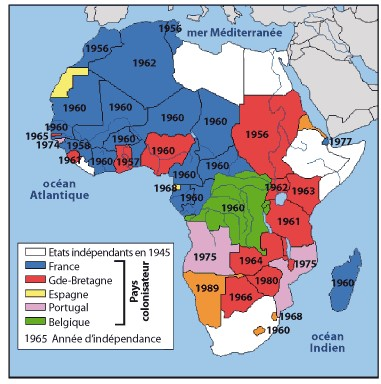 1956
mer Méditerranée
1956
1962
1960
1960
1960
1960
1960
1956
1977
1960
1965
1974
1958
1961
1960
1960
1957
1960
1960
1960
1968
1960
1960
1962
1963
1961
océan
Atlantique
1975
1964
1975
1989
1966
1980
1960
1968
1960
océan
Indien
Etats indépendants en 1945
France
Gde-Bretagne
Espagne
Portugal
Belgique
Pays
colonisateur
1965 Année d'indépendance